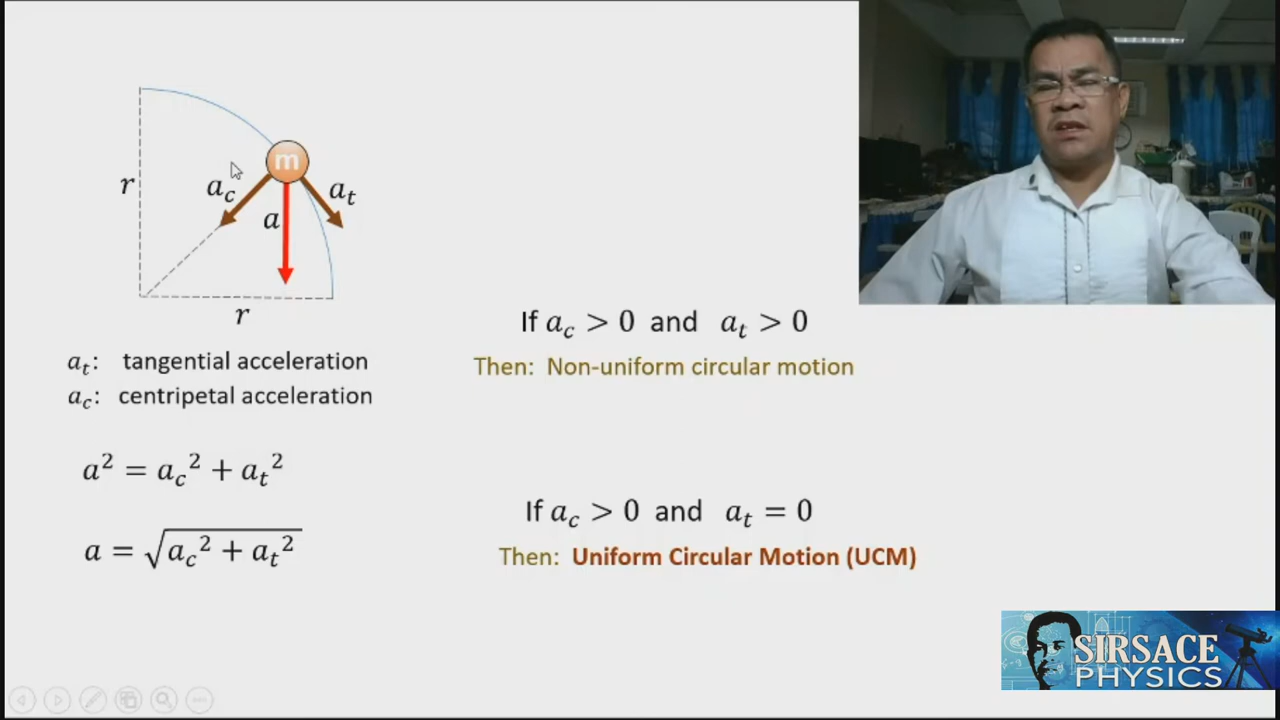 m
r
a_c
a_t
a
r
a_t: tangential acceleration
a_c: centripetal acceleration
a² = a_c² + a_t²
a = √(a_c² + a_t²)
If a_c > 0 and a_t > 0
Then: Non-uniform circular motion
If a_c > 0 and a_t = 0
Then: Uniform Circular Motion (UCM)
SIRSACE
PHYSICS